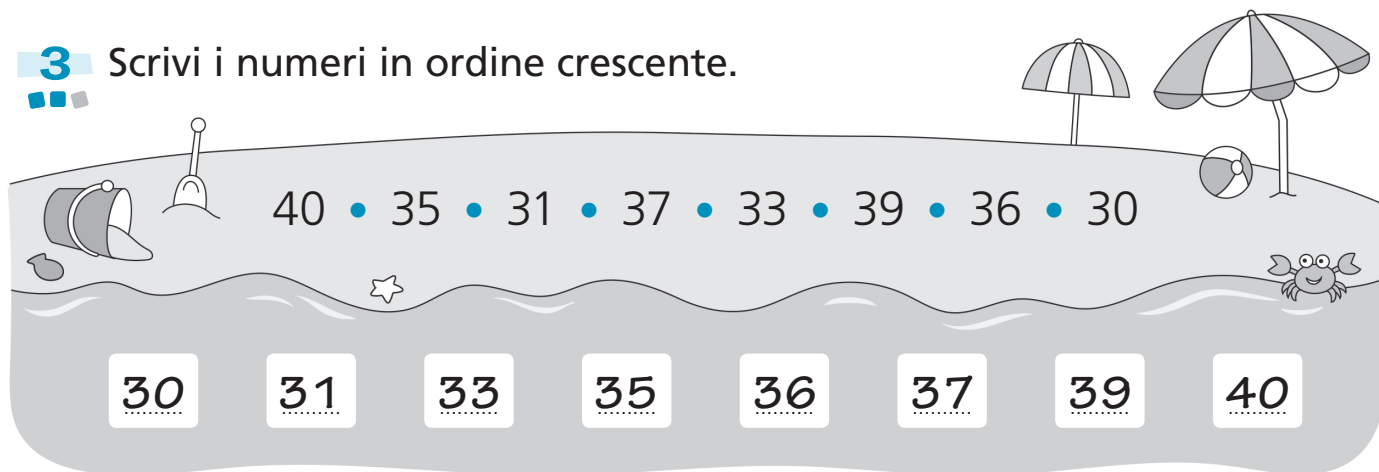 3 Scrivi i numeri in ordine crescente.
40 • 35 • 31 • 37 • 33 • 39 • 36 • 30
30 31 33 35 36 37 39 40